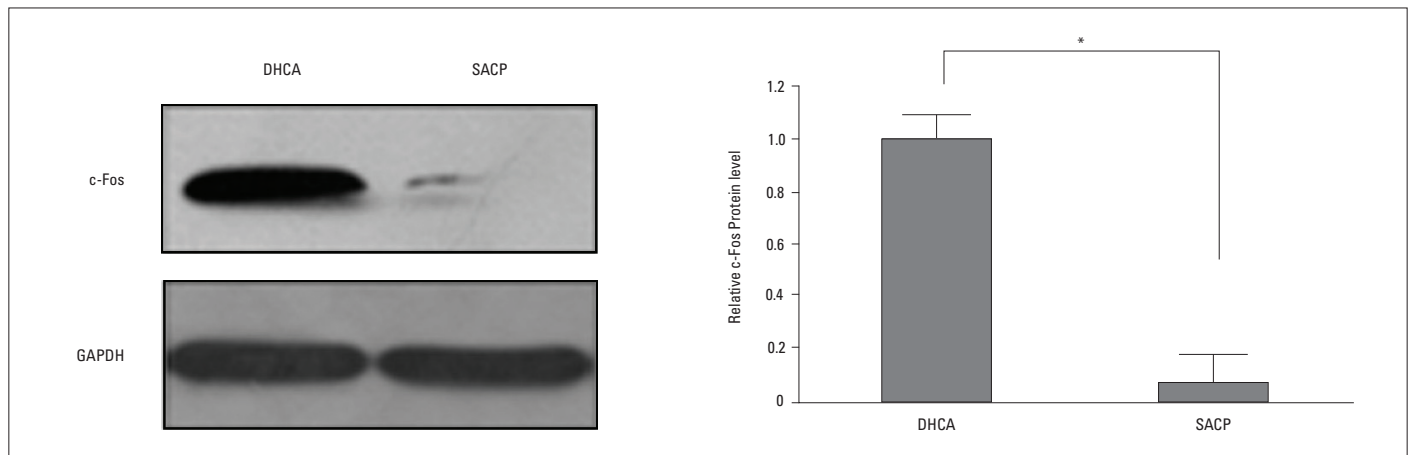 DHCA SACP
c-Fos
GAPDH
*
Relative c-Fos Protein level
1.2
1.0
0.8
0.6
0.4
0.2
0
DHCA SACP